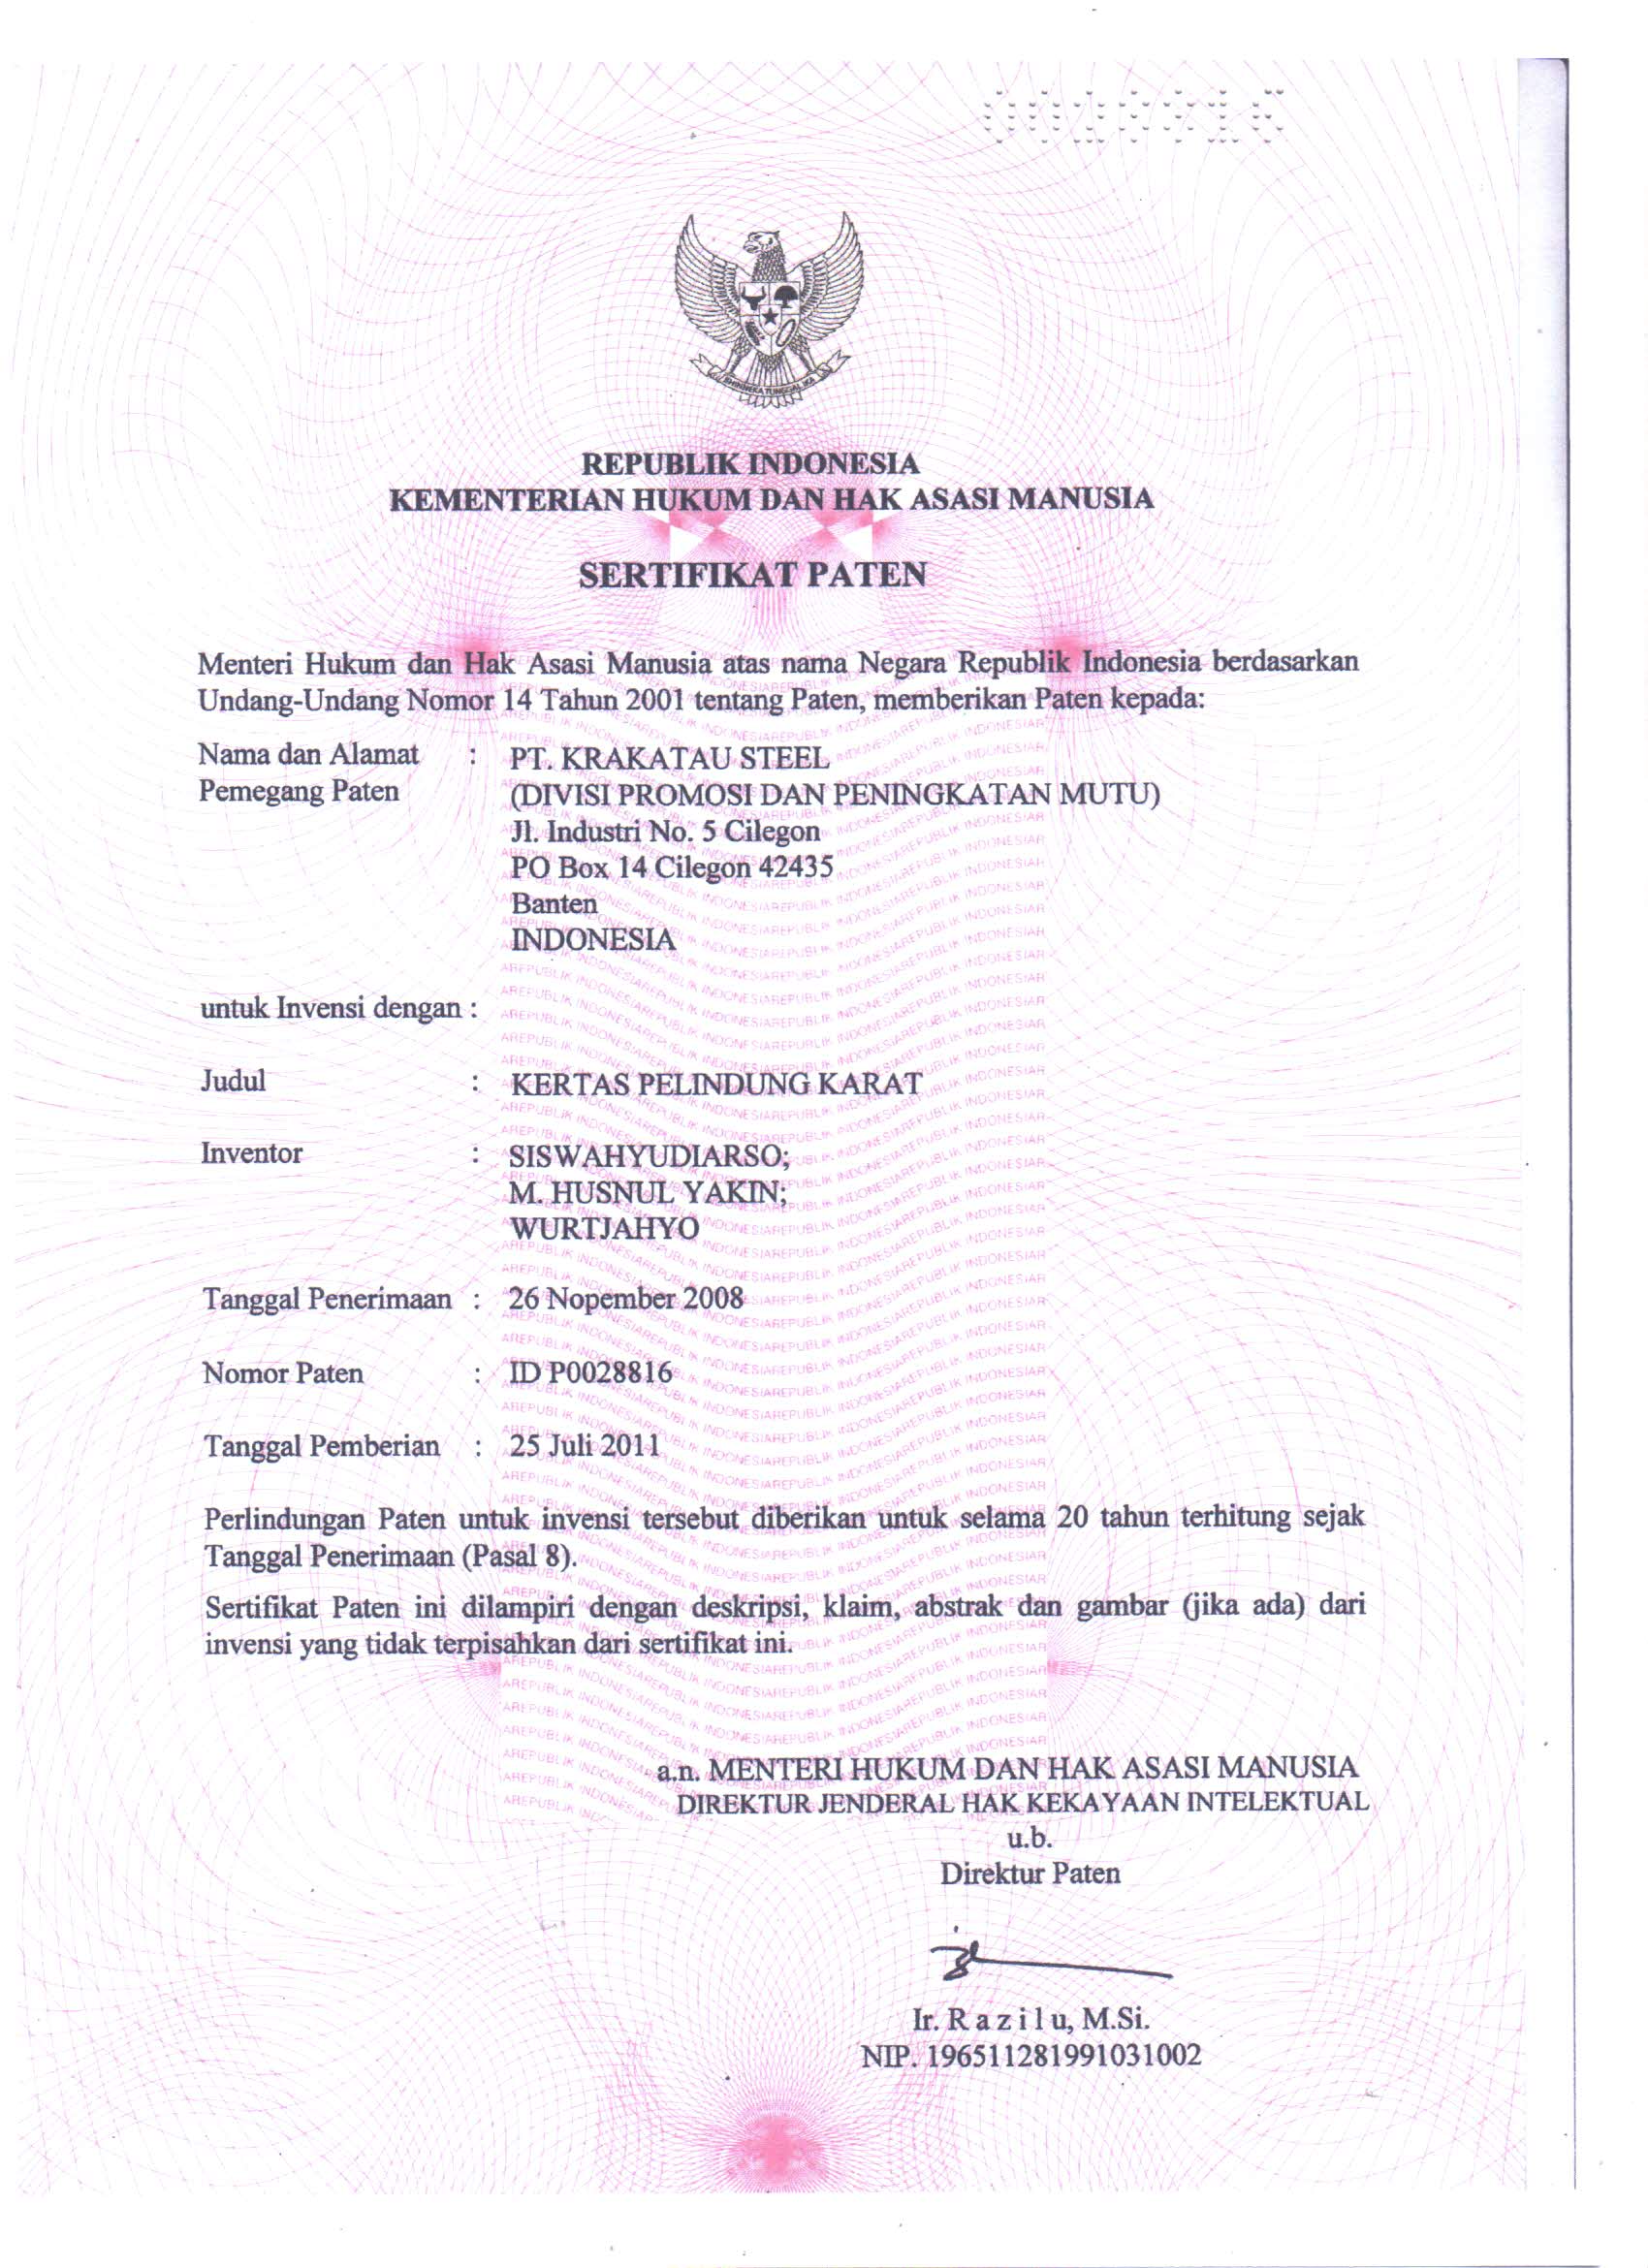 BHINNEKA TUNGGAL IKA
REPUBLIK INDONESIA
KEMENTERIAN HUKUM DAN HAK ASASI MANUSIA
SERTIFIKAT PATEN
Menteri Hukum dan Hak Asasi Manusia atas nama Negara Republik Indonesia berdasarkan
Undang-Undang Nomor 14 Tahun 2001 tentang Paten, memberikan Paten kepada:
Nama dan Alamat : PT. KRAKATAU STEEL
Pemegang Paten (DIVISI PROMOSI DAN PENINGKATAN MUTU)
Jl. Industri No. 5 Cilegon
PO Box 14 Cilegon 42435
Banten
INDONESIA
untuk Invensi dengan :
Judul : KERTAS PELINDUNG KARAT
Inventor : SISWAHYUDIARSO;
M. HUSNUL YAKIN;
WURTJAHYO
Tanggal Penerimaan : 26 Nopember 2008
Nomor Paten : ID P0028816
Tanggal Pemberian : 25 Juli 2011
Perlindungan Paten untuk invensi tersebut diberikan untuk selama 20 tahun terhitung sejak
Tanggal Penerimaan (Pasal 8).
Sertifikat Paten ini dilampiri dengan deskripsi, klaim, abstrak dan gambar (jika ada) dari
invensi yang tidak terpisahkan dari sertifikat ini.
a.n. MENTERI HUKUM DAN HAK ASASI MANUSIA
DIREKTUR JENDERAL HAK KEKAYAAN INTELEKTUAL
u.b.
Direktur Paten
Ir. R a z i l u, M.Si.
NIP. 196511281991031002